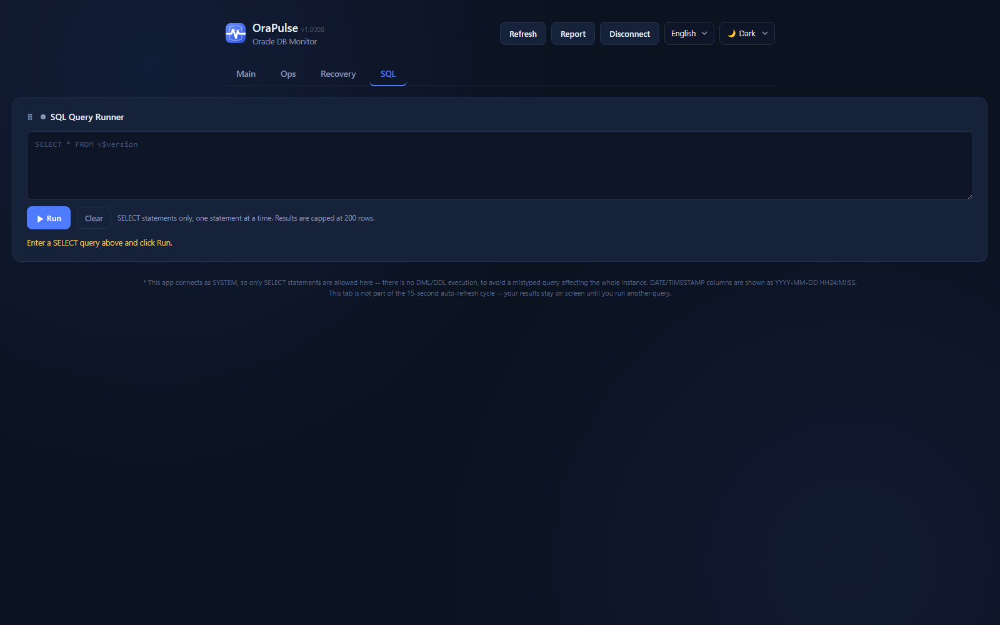 OraPulse v1.0008
Oracle DB Monitor
Refresh
Report
Disconnect
English
Dark
Main
Ops
Recovery
SQL
SQL Query Runner
SELECT * FROM v$version
Run
Clear
SELECT statements only, one statement at a time. Results are capped at 200 rows.
Enter a SELECT query above and click Run.
* This app connects as SYSTEM, so only SELECT statements are allowed here -- there is no DML/DDL execution, to avoid a mistyped query affecting the whole instance. DATE/TIMESTAMP columns are shown as YYYY-MM-DD HH24:MI:SS.
This tab is not part of the 15-second auto-refresh cycle -- your results stay on screen until you run another query.